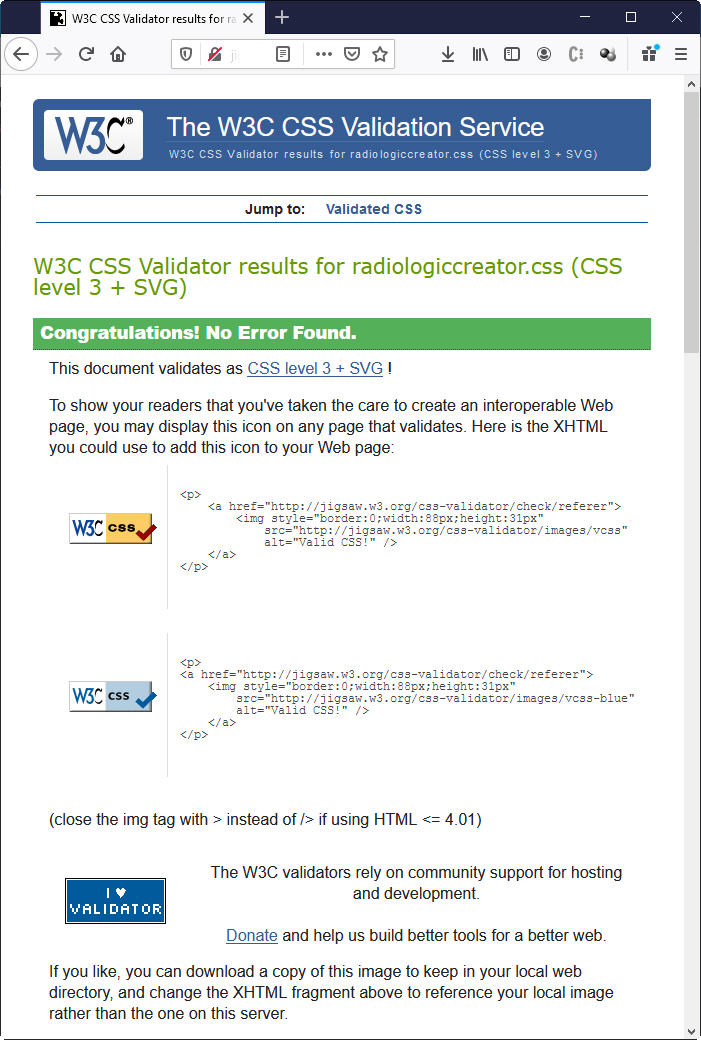 W3C CSS Validator results for ra
The W3C CSS Validation Service
W3C®
W3C CSS Validator results for radiologiccreator.css (CSS level 3 + SVG)
Jump to: Validated CSS
W3C CSS Validator results for radiologiccreator.css (CSS
level 3 + SVG)
Congratulations! No Error Found.
This document validates as CSS level 3 + SVG !
To show your readers that you've taken the care to create an interoperable Web
page, you may display this icon on any page that validates. Here is the XHTML
you could use to add this icon to your Web page:
W3C css
<p>
    <a href="http://jigsaw.w3.org/css-validator/check/referer">
        <img style="border:0;width:88px;height:31px"
            src="http://jigsaw.w3.org/css-validator/images/vcss"
            alt="Valid CSS!" />
    </a>
</p>
W3C css
<p>
<a href="http://jigsaw.w3.org/css-validator/check/referer">
    <img style="border:0;width:88px;height:31px"
        src="http://jigsaw.w3.org/css-validator/images/vcss-blue"
        alt="Valid CSS!" />
    </a>
</p>
(close the img tag with > instead of /> if using HTML <= 4.01)
I ♥
VALIDATOR
The W3C validators rely on community support for hosting
and development.
Donate and help us build better tools for a better web.
If you like, you can download a copy of this image to keep in your local web
directory, and change the XHTML fragment above to reference your local image
rather than the one on this server.